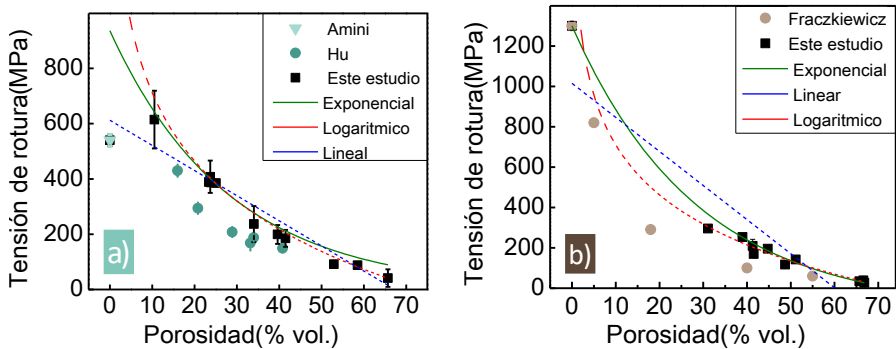 Tensión de rotura(MPa)
800
600
400
200
0
0 10 20 30 40 50 60 70
Porosidad(% vol.)
Amini
Hu
Este estudio
Exponencial
Logaritmico
Lineal
a)
Tensión de rotura(MPa)
1200
1000
800
600
400
200
0
0 10 20 30 40 50 60 70
Porosidad(% vol.)
Fraczkiewicz
Este estudio
Exponencial
Linear
Logaritmico
b)